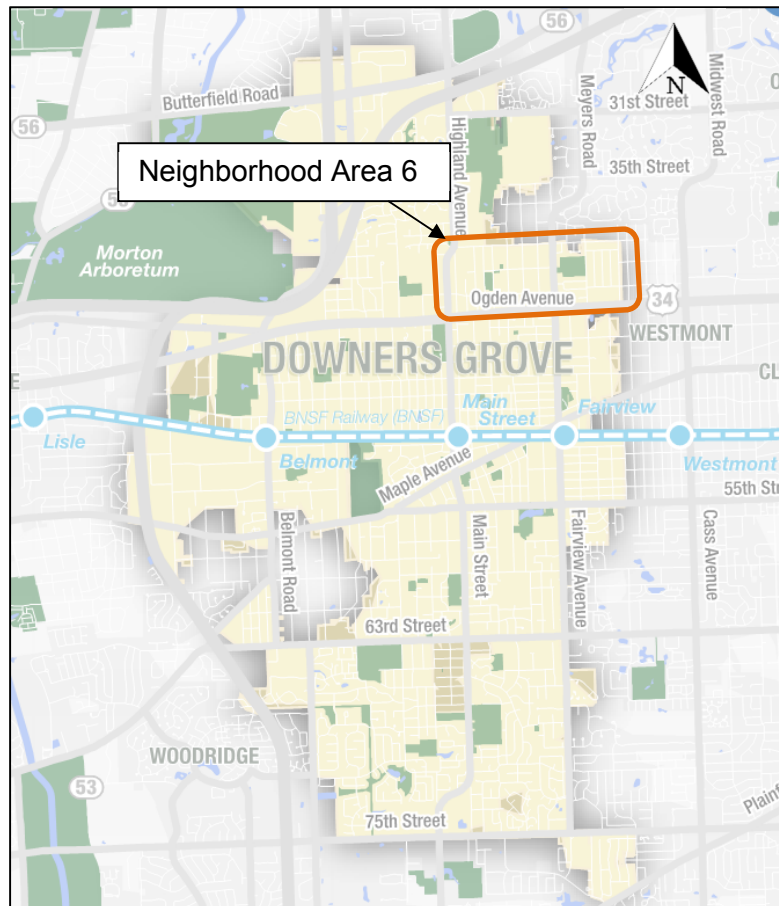 56
Butterfield Road
N
31st Street
Midwest Road
Meyers Road
Highland Avenue
56
Neighborhood Area 6
35th Street
Morton
Arboretum
Ogden Avenue
34
WESTMONT
DOWNERS GROVE
BNSF Railway (BNSF)
Main
Street
Fairview
Lisle
Belmont
Maple Avenue
Westmont
55th Str
Belmont Road
Main Street
Fairview Avenue
Cass Avenue
63rd Street
WOODRIDGE
53
75th Street
Plainf